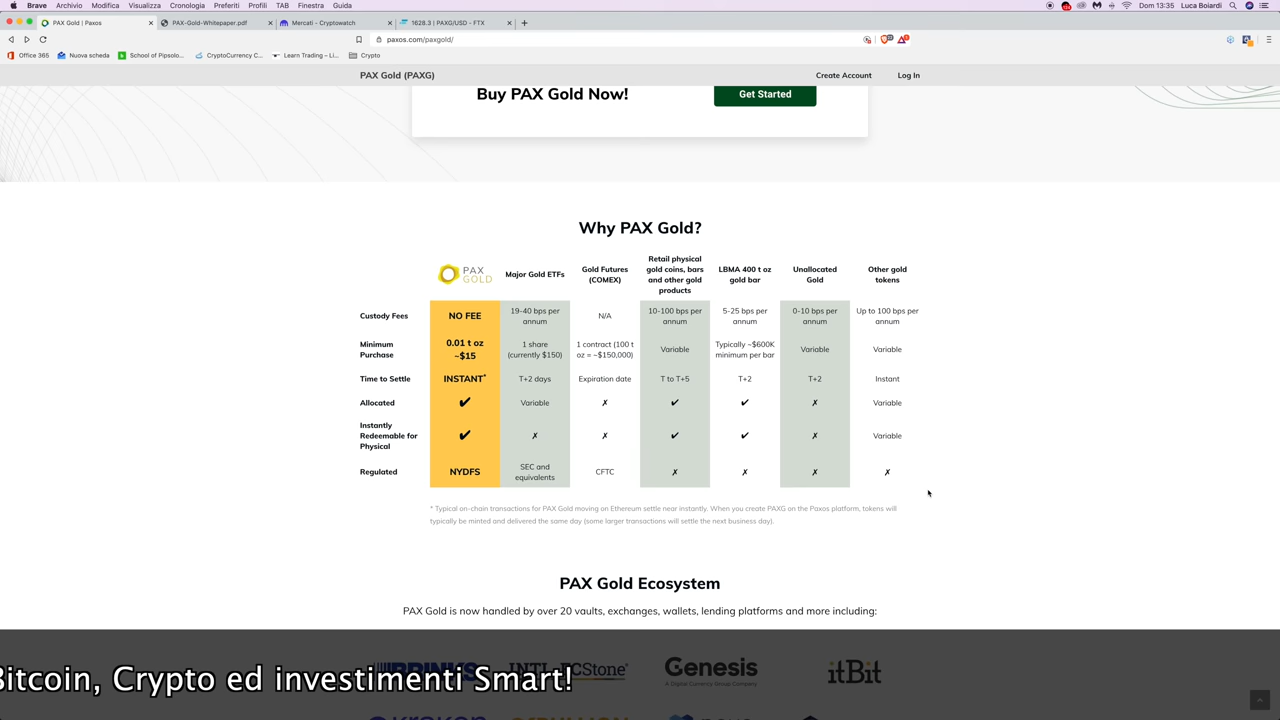 Brave Archivio Modifica Visualizza Cronologia Preferiti Profili TAB Finestra Guida Dom 13:35 Luca Boiardi
PAX Gold | Paxos PAX-Gold-Whitepaper.pdf Mercati - Cryptowatch 1628.3 | PAXG/USD - FTX
paxos.com/paxgold/
Office 365 Nuova scheda School of Pipsolo... CryptoCurrency C... Learn Trading – Li... Crypto
PAX Gold (PAXG) Create Account Log In
Buy PAX Gold Now! Get Started
Why PAX Gold?
PAX GOLD Major Gold ETFs Gold Futures (COMEX) Retail physical gold coins, bars and other gold products LBMA 400 t oz gold bar Unallocated Gold Other gold tokens
Custody Fees NO FEE 19-40 bps per annum N/A 10-100 bps per annum 5-25 bps per annum 0-10 bps per annum Up to 100 bps per annum
Minimum Purchase 0.01 t oz ~$15 1 share (currently $150) 1 contract (100 t oz = ~$150,000) Variable Typically ~$600K minimum per bar Variable Variable
Time to Settle INSTANT* T+2 days Expiration date T to T+5 T+2 T+2 Instant
Allocated ✔ Variable ✗ ✔ ✔ ✗ Variable
Instantly Redeemable for Physical ✔ ✗ ✗ ✔ ✔ ✗ Variable
Regulated NYDFS SEC and equivalents CFTC ✗ ✗ ✗ ✗
* Typical on-chain transactions for PAX Gold moving on Ethereum settle near instantly. When you create PAXG on the Paxos platform, tokens will
typically be minted and delivered the same day (some larger transactions will settle the next business day).
PAX Gold Ecosystem
PAX Gold is now handled by over 20 vaults, exchanges, wallets, lending platforms and more including:
BRINKS INTL FCStone Genesis itBit
A Digital Currency Group Company
Bitcoin, Crypto ed investimenti Smart!